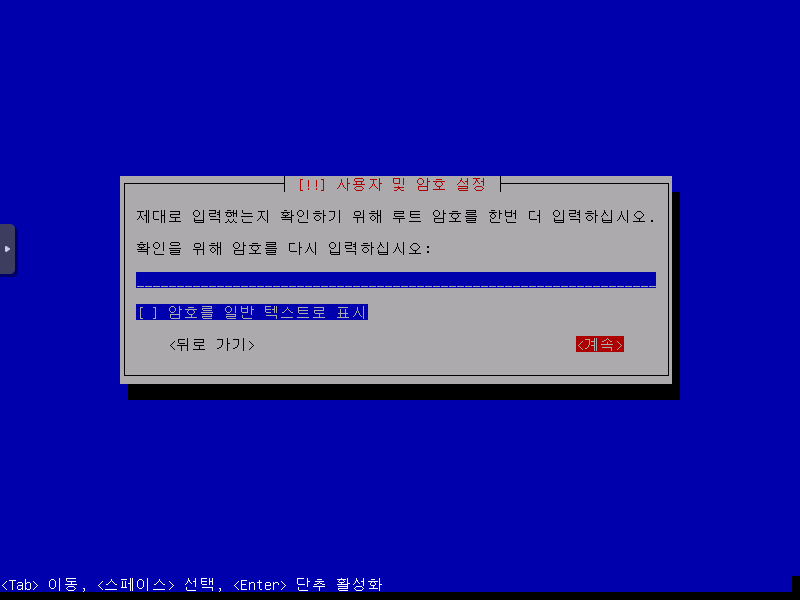 [!!] 사용자 및 암호 설정
제대로 입력했는지 확인하기 위해 루트 암호를 한번 더 입력하십시오.
확인을 위해 암호를 다시 입력하십시오:
[ ] 암호를 일반 텍스트로 표시
<뒤로 가기> <계속>
<Tab> 이동, <스페이스> 선택, <Enter> 단추 활성화